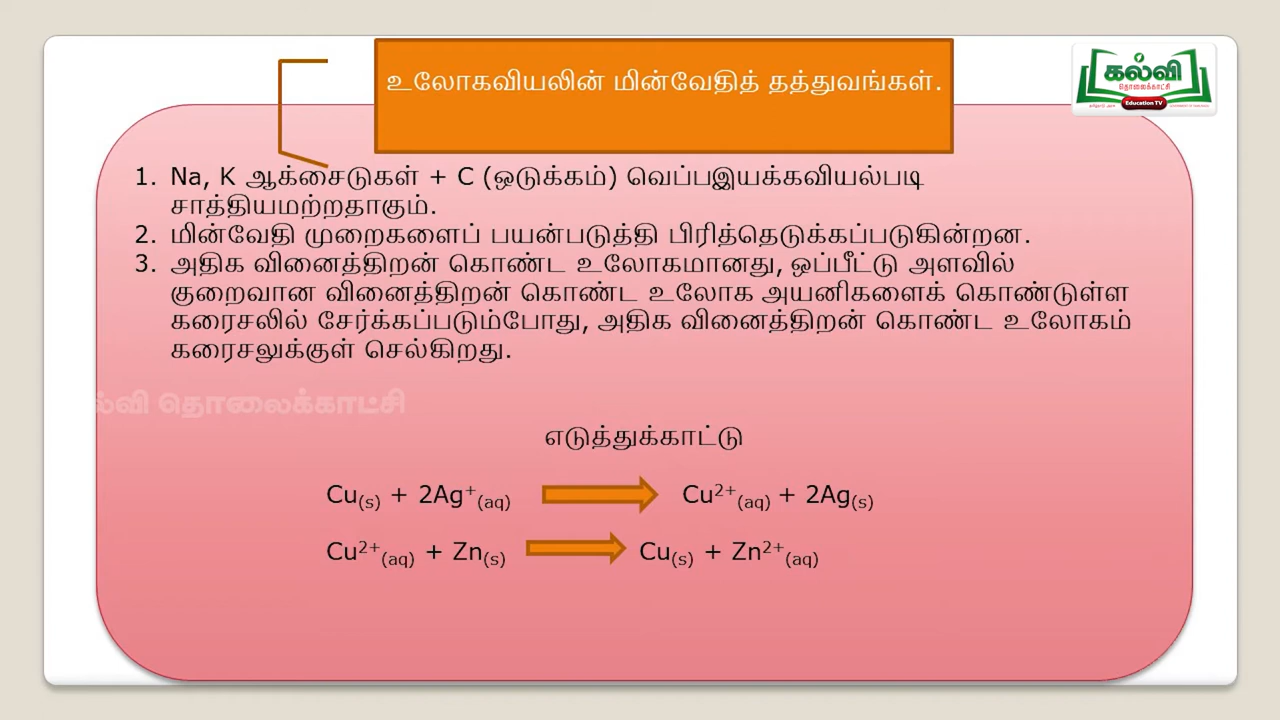 உலோகவியலின் மின்வேதித் தத்துவங்கள்.
கல்வி
தொலைக்காட்சி
Education TV
1. Na, K ஆக்சைடுகள் + C (ஒடுக்கம்) வெப்பஇயக்கவியல்படி
சாத்தியமற்றதாகும்.
2. மின்வேதி முறைகளைப் பயன்படுத்தி பிரித்தெடுக்கப்படுகின்றன.
3. அதிக வினைத்திறன் கொண்ட உலோகமானது, ஒப்பீட்டு அளவில்
குறைவான வினைத்திறன் கொண்ட உலோக அயனிகளைக் கொண்டுள்ள
கரைசலில் சேர்க்கப்படும்போது, அதிக வினைத்திறன் கொண்ட உலோகம்
கரைசலுக்குள் செல்கிறது.
ல்வி தொலைக்காட்சி
எடுத்துக்காட்டு
Cu(s) + 2Ag⁺(aq) Cu²⁺(aq) + 2Ag(s)
Cu²⁺(aq) + Zn(s) Cu(s) + Zn²⁺(aq)